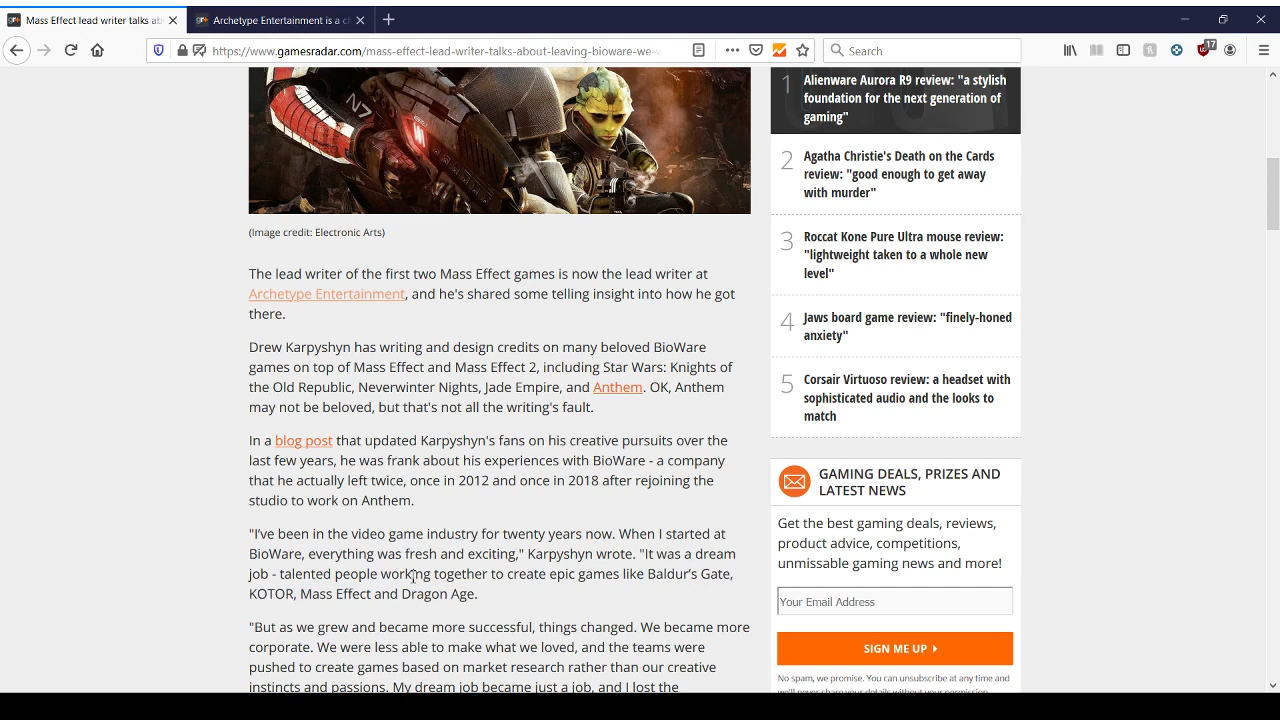 Mass Effect lead writer talks ab
Archetype Entertainment is a c
https://www.gamesradar.com/mass-effect-lead-writer-talks-about-leaving-bioware-we-w
Search
17
N7
(Image credit: Electronic Arts)
The lead writer of the first two Mass Effect games is now the lead writer at
Archetype Entertainment, and he's shared some telling insight into how he got
there.
Drew Karpyshyn has writing and design credits on many beloved BioWare
games on top of Mass Effect and Mass Effect 2, including Star Wars: Knights of
the Old Republic, Neverwinter Nights, Jade Empire, and Anthem. OK, Anthem
may not be beloved, but that's not all the writing's fault.
In a blog post that updated Karpyshyn's fans on his creative pursuits over the
last few years, he was frank about his experiences with BioWare - a company
that he actually left twice, once in 2012 and once in 2018 after rejoining the
studio to work on Anthem.
"I’ve been in the video game industry for twenty years now. When I started at
BioWare, everything was fresh and exciting," Karpyshyn wrote. "It was a dream
job - talented people working together to create epic games like Baldur’s Gate,
KOTOR, Mass Effect and Dragon Age.
"But as we grew and became more successful, things changed. We became more
corporate. We were less able to make what we loved, and the teams were
pushed to create games based on market research rather than our creative
instincts and passions. My dream job became just a job, and I lost the
1
Alienware Aurora R9 review: "a stylish
foundation for the next generation of
gaming"
2
Agatha Christie's Death on the Cards
review: "good enough to get away
with murder"
3
Roccat Kone Pure Ultra mouse review:
"lightweight taken to a whole new
level"
4
Jaws board game review: "finely-honed
anxiety"
5
Corsair Virtuoso review: a headset with
sophisticated audio and the looks to
match
GAMING DEALS, PRIZES AND
LATEST NEWS
Get the best gaming deals, reviews,
product advice, competitions,
unmissable gaming news and more!
Your Email Address
SIGN ME UP
No spam, we promise. You can unsubscribe at any time and
we'll never share your details without your permission.